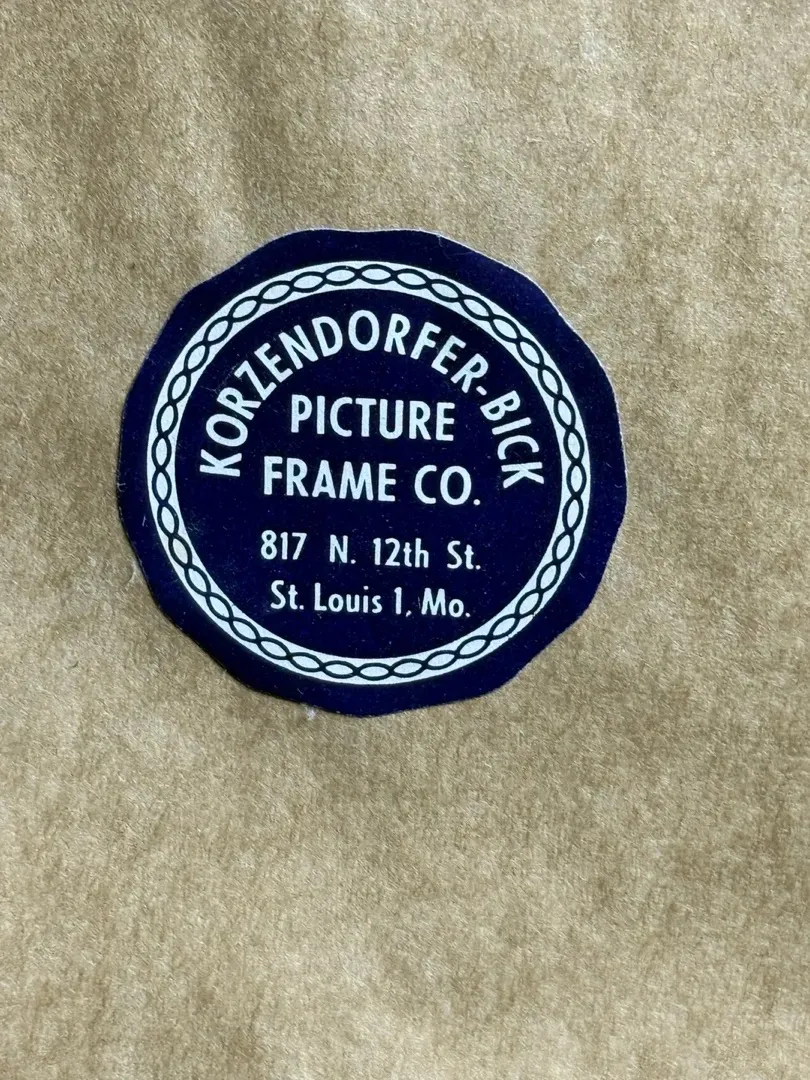 KORZENDORFER-BICK
PICTURE
FRAME CO.
817 N. 12th St.
St. Louis 1, Mo.